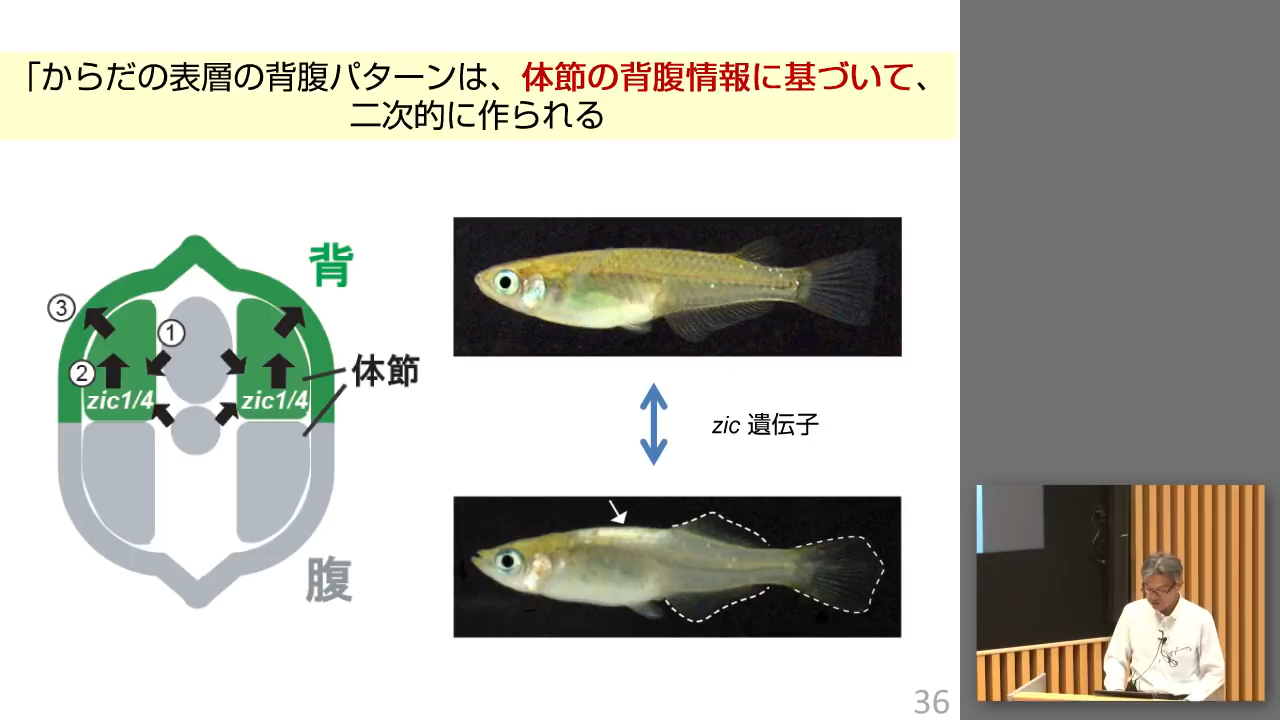 「からだの表層の背腹パターンは、体節の背腹情報に基づいて、
二次的に作られる
背
③
①
②
体節
zic1/4
zic1/4
zic 遺伝子
腹
36